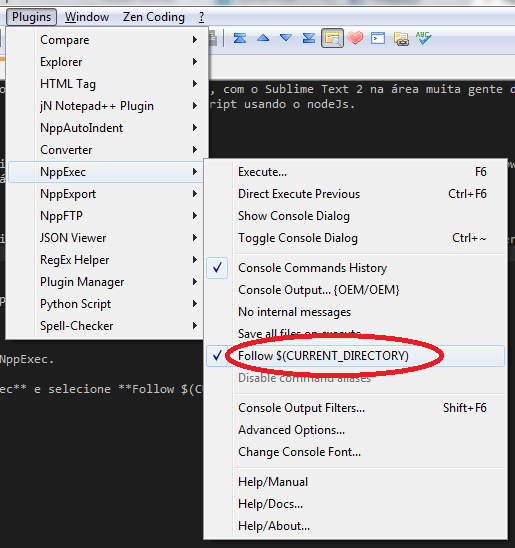 Plugins Window Zen Coding ?
Compare
Explorer
HTML Tag
jN Notepad++ Plugin
NppAutoIndent
Converter
NppExec
NppExport
NppFTP
JSON Viewer
RegEx Helper
Plugin Manager
Python Script
Spell-Checker
, com o Sublime Text 2 na área muita gente
ript usando o nodeJs.
Execute... F6
Direct Execute Previous Ctrl+F6
Show Console Dialog
Toggle Console Dialog Ctrl+~
Console Commands History
Console Output... {OEM/OEM}
No internal messages
Save all files on execute
Follow $(CURRENT_DIRECTORY)
Disable command aliases
Console Output Filters... Shift+F6
Advanced Options...
Change Console Font...
Help/Manual
Help/Docs...
Help/About...
NppExec.
ec** e selecione **Follow $(C